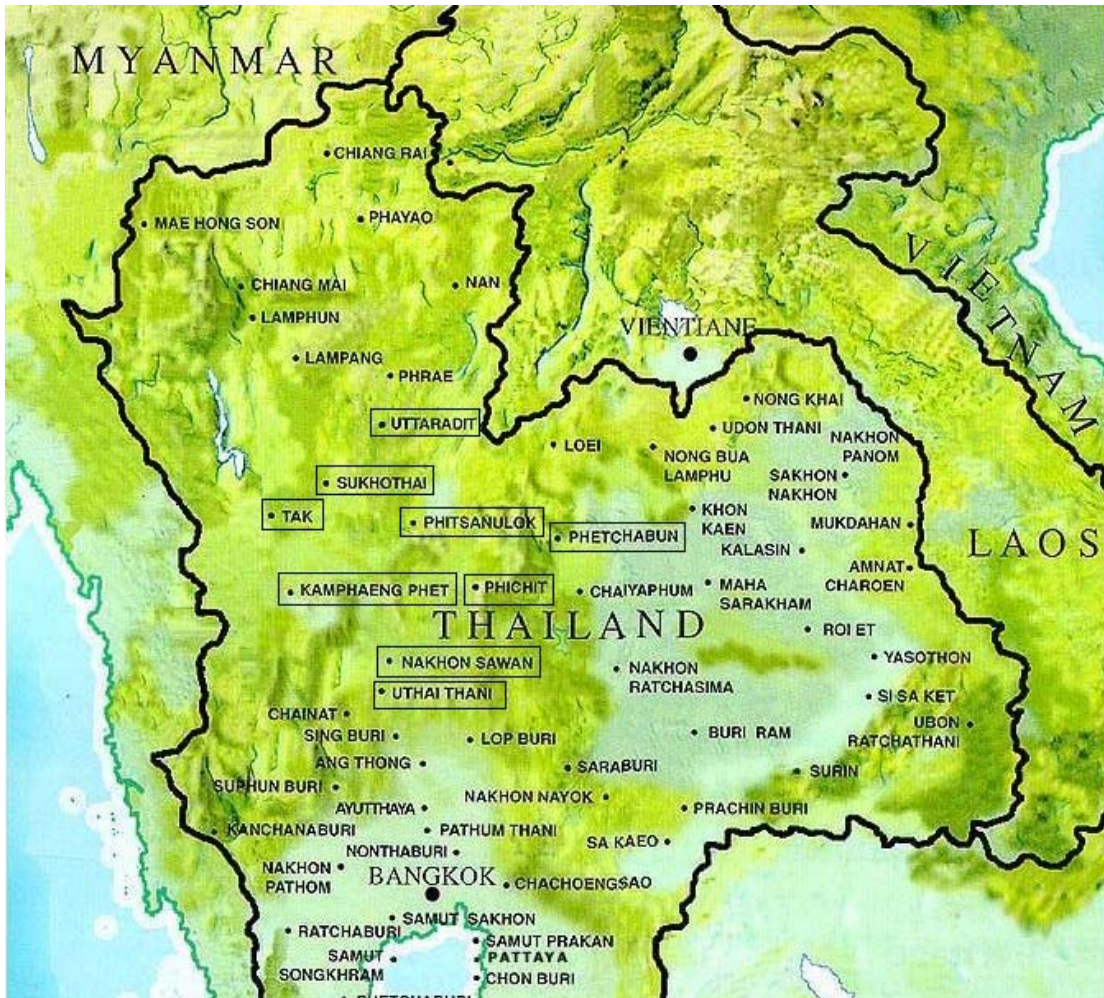 MYANMAR
CHIANG RAI
MAE HONG SON
PHAYAO
VIETNAM
CHIANG MAI
NAN
LAMPHUN
VIENTIANE
LAMPANG
PHRAE
NONG KHAI
UTTARADIT
UDON THANI
LOEI
NAKHON
PANOM
NONG BUA
LAMPHU
SUKHOTHAI
SAKHON
NAKHON
TAK
PHITSANULOK
KHON
KAEN
PHETCHABUN
MUKDAHAN
LAOS
KALASIN
AMNAT
CHAROEN
KAMPHAENG PHET
PHICHIT
CHAIYAPHUM
MAHA
SARAKHAM
THAILAND
ROI ET
NAKHON SAWAN
NAKHON
RATCHASIMA
YASOTHON
UTHAI THANI
SI SA KET
CHAINAT
UBON
RATCHATHANI
SING BURI
LOP BURI
BURI RAM
ANG THONG
SARABURI
SURIN
SUPHUN BURI
NAKHON NAYOK
AYUTTHAYA
PRACHIN BURI
KANCHANABURI
PATHUM THANI
SA KAEO
NONTHABURI
NAKHON
PATHOM
BANGKOK
CHACHOENGSAO
SAMUT SAKHON
RATCHABURI
SAMUT PRAKAN
SAMUT
SONGKHRAM
PATTAYA
CHON BURI
PHETCHABURI